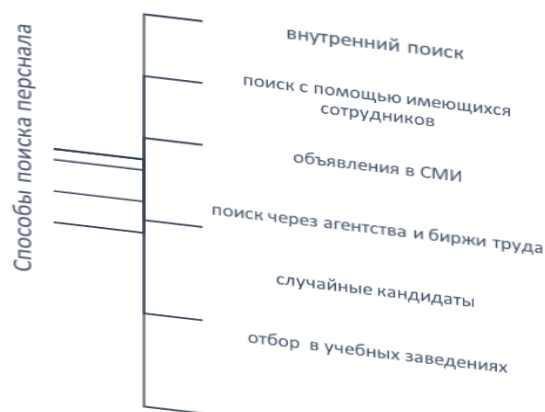 Способы поиска перснала
внутренний поиск
поиск с помощью имеющихся
сотрудников
объявления в СМИ
поиск через агентства и биржи труда
случайные кандидаты
отбор в учебных заведениях